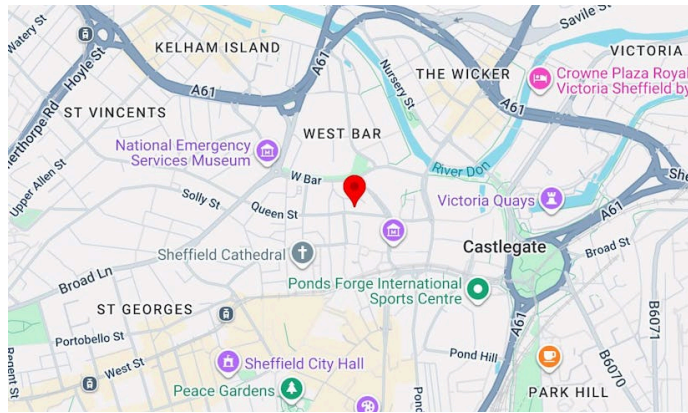 Savile St
Watery St
KELHAM ISLAND
A61
VICTORIA
Hoyle St
THE WICKER
Crowne Plaza Royal
Victoria Sheffield by
A61
Nursery St
A61
ST VINCENTS
WEST BAR
National Emergency
Services Museum
River Don
W Bar
Upper Allen St
Solly St
Queen St
Victoria Quays
A61
Castlegate
Broad St
Sheffield Cathedral
Broad Ln
Ponds Forge International
Sports Centre
ST GEORGES
A61
B6071
Portobello St
West St
Sheffield City Hall
Pond Hill
B6070
Peace Gardens
PARK HILL